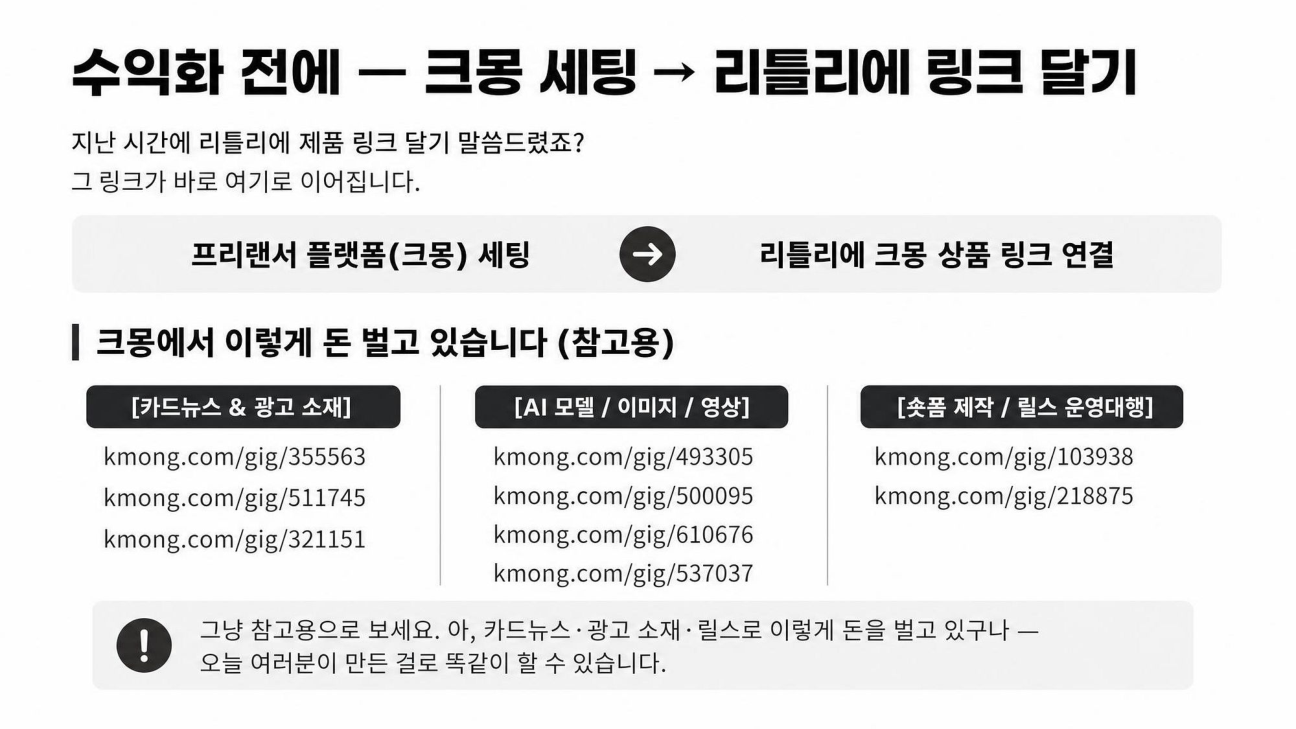 수익화 전에 — 크몽 세팅 → 리틀리에 링크 달기
지난 시간에 리틀리에 제품 링크 달기 말씀드렸죠?
그 링크가 바로 여기로 이어집니다.
프리랜서 플랫폼(크몽) 세팅 → 리틀리에 크몽 상품 링크 연결
크몽에서 이렇게 돈 벌고 있습니다 (참고용)
[카드뉴스 & 광고 소재]
kmong.com/gig/355563
kmong.com/gig/511745
kmong.com/gig/321151
[AI 모델 / 이미지 / 영상]
kmong.com/gig/493305
kmong.com/gig/500095
kmong.com/gig/610676
kmong.com/gig/537037
[숏폼 제작 / 릴스 운영대행]
kmong.com/gig/103938
kmong.com/gig/218875
그냥 참고용으로 보세요. 아, 카드뉴스·광고 소재·릴스로 이렇게 돈을 벌고 있구나 —
오늘 여러분이 만든 걸로 똑같이 할 수 있습니다.